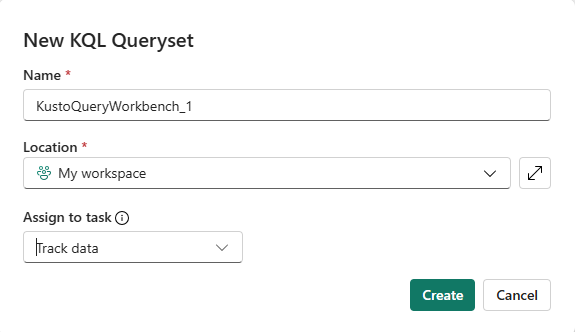 New KQL Queryset
Name *
KustoQueryWorkbench_1
Location *
My workspace
Assign to task
Track data
Create Cancel